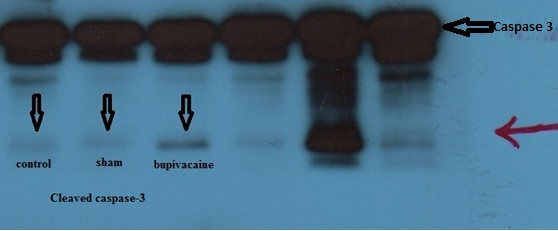 Caspase 3
control
sham
bupivacaine
Cleaved caspase-3